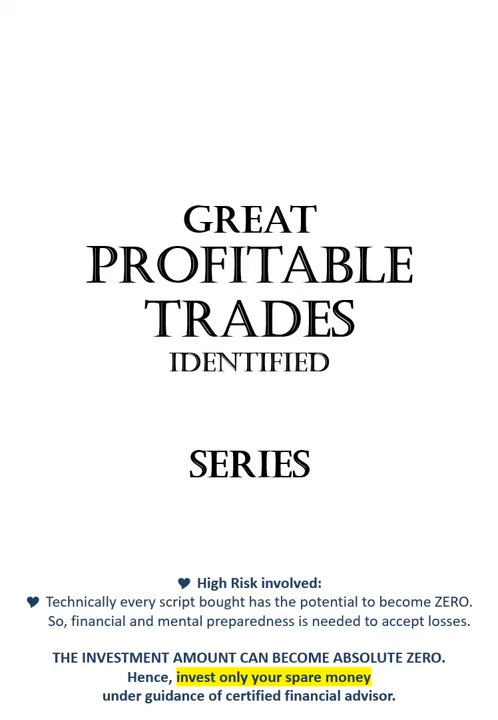 GREAT
PROFITABLE
TRADES
IDENTIFIED
SERIES
High Risk involved:
Technically every script bought has the potential to become ZERO.
So, financial and mental preparedness is needed to accept losses.
THE INVESTMENT AMOUNT CAN BECOME ABSOLUTE ZERO.
Hence, invest only your spare money
under guidance of certified financial advisor.